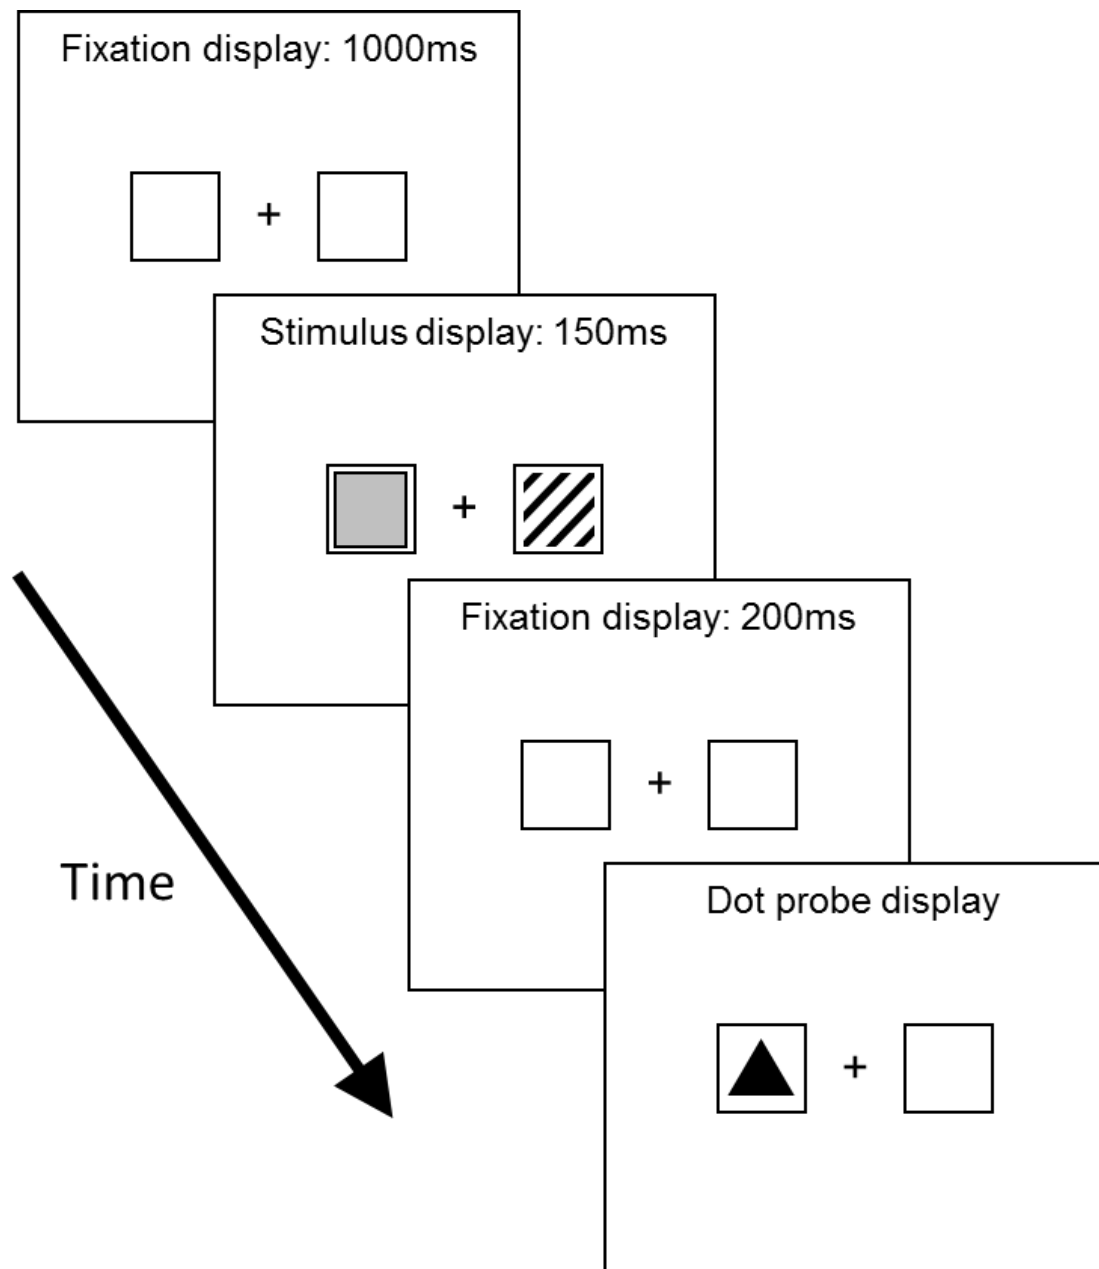 Fixation display: 1000ms
+
Stimulus display: 150ms
+
Fixation display: 200ms
+
Time
Dot probe display
+